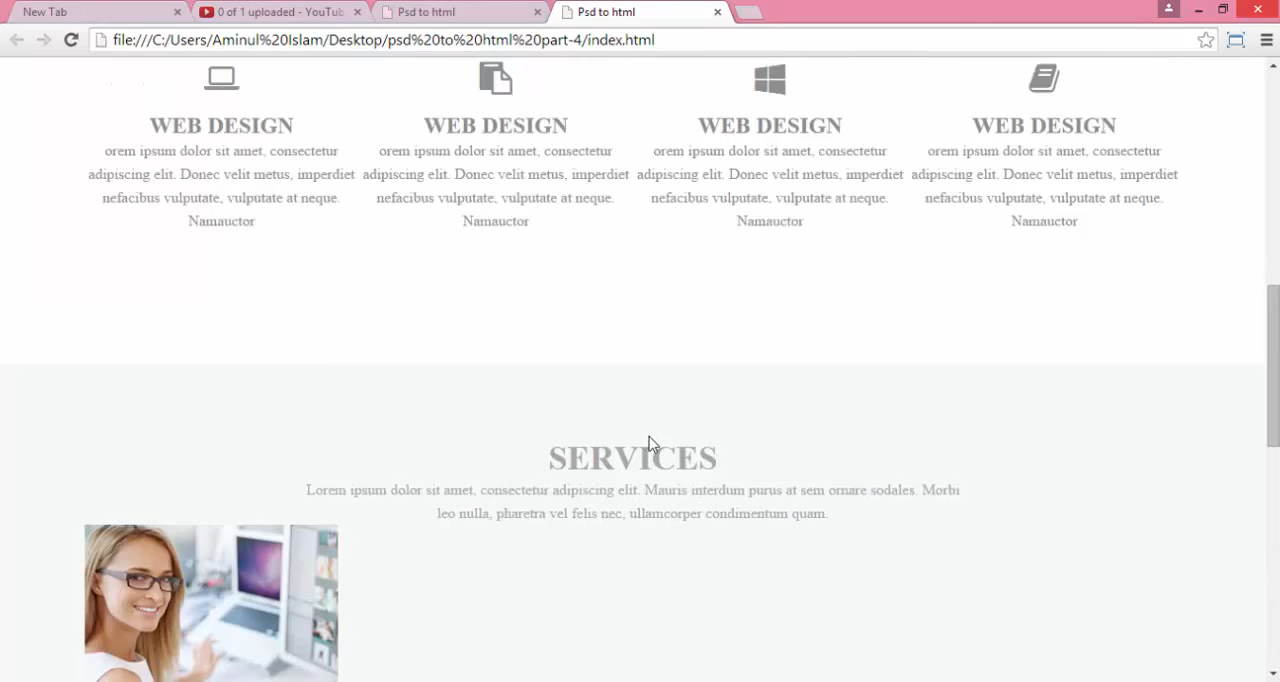 New Tab
0 of 1 uploaded - YouTub
Psd to html
Psd to html
file:///C:/Users/Aminul%20Islam/Desktop/psd%20to%20html%20part-4/index.html
WEB DESIGN WEB DESIGN WEB DESIGN WEB DESIGN
orem ipsum dolor sit amet, consectetur orem ipsum dolor sit amet, consectetur orem ipsum dolor sit amet, consectetur orem ipsum dolor sit amet, consectetur
adipiscing elit. Donec velit metus, imperdiet adipiscing elit. Donec velit metus, imperdiet adipiscing elit. Donec velit metus, imperdiet adipiscing elit. Donec velit metus, imperdiet
nefacibus vulputate, vulputate at neque. nefacibus vulputate, vulputate at neque. nefacibus vulputate, vulputate at neque. nefacibus vulputate, vulputate at neque.
Namauctor Namauctor Namauctor Namauctor
SERVICES
Lorem ipsum dolor sit amet, consectetur adipiscing elit. Mauris interdum purus at sem ornare sodales. Morbi
leo nulla, pharetra vel felis nec, ullamcorper condimentum quam.